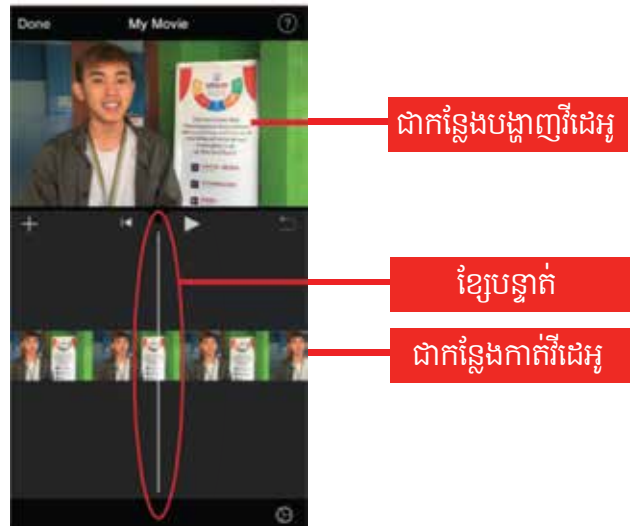 Done My Movie ?
ជាកន្លែងបង្ហាញវីដេអូ
ខ្សែបន្ទាត់
ជាកន្លែងកាត់វីដេអូ